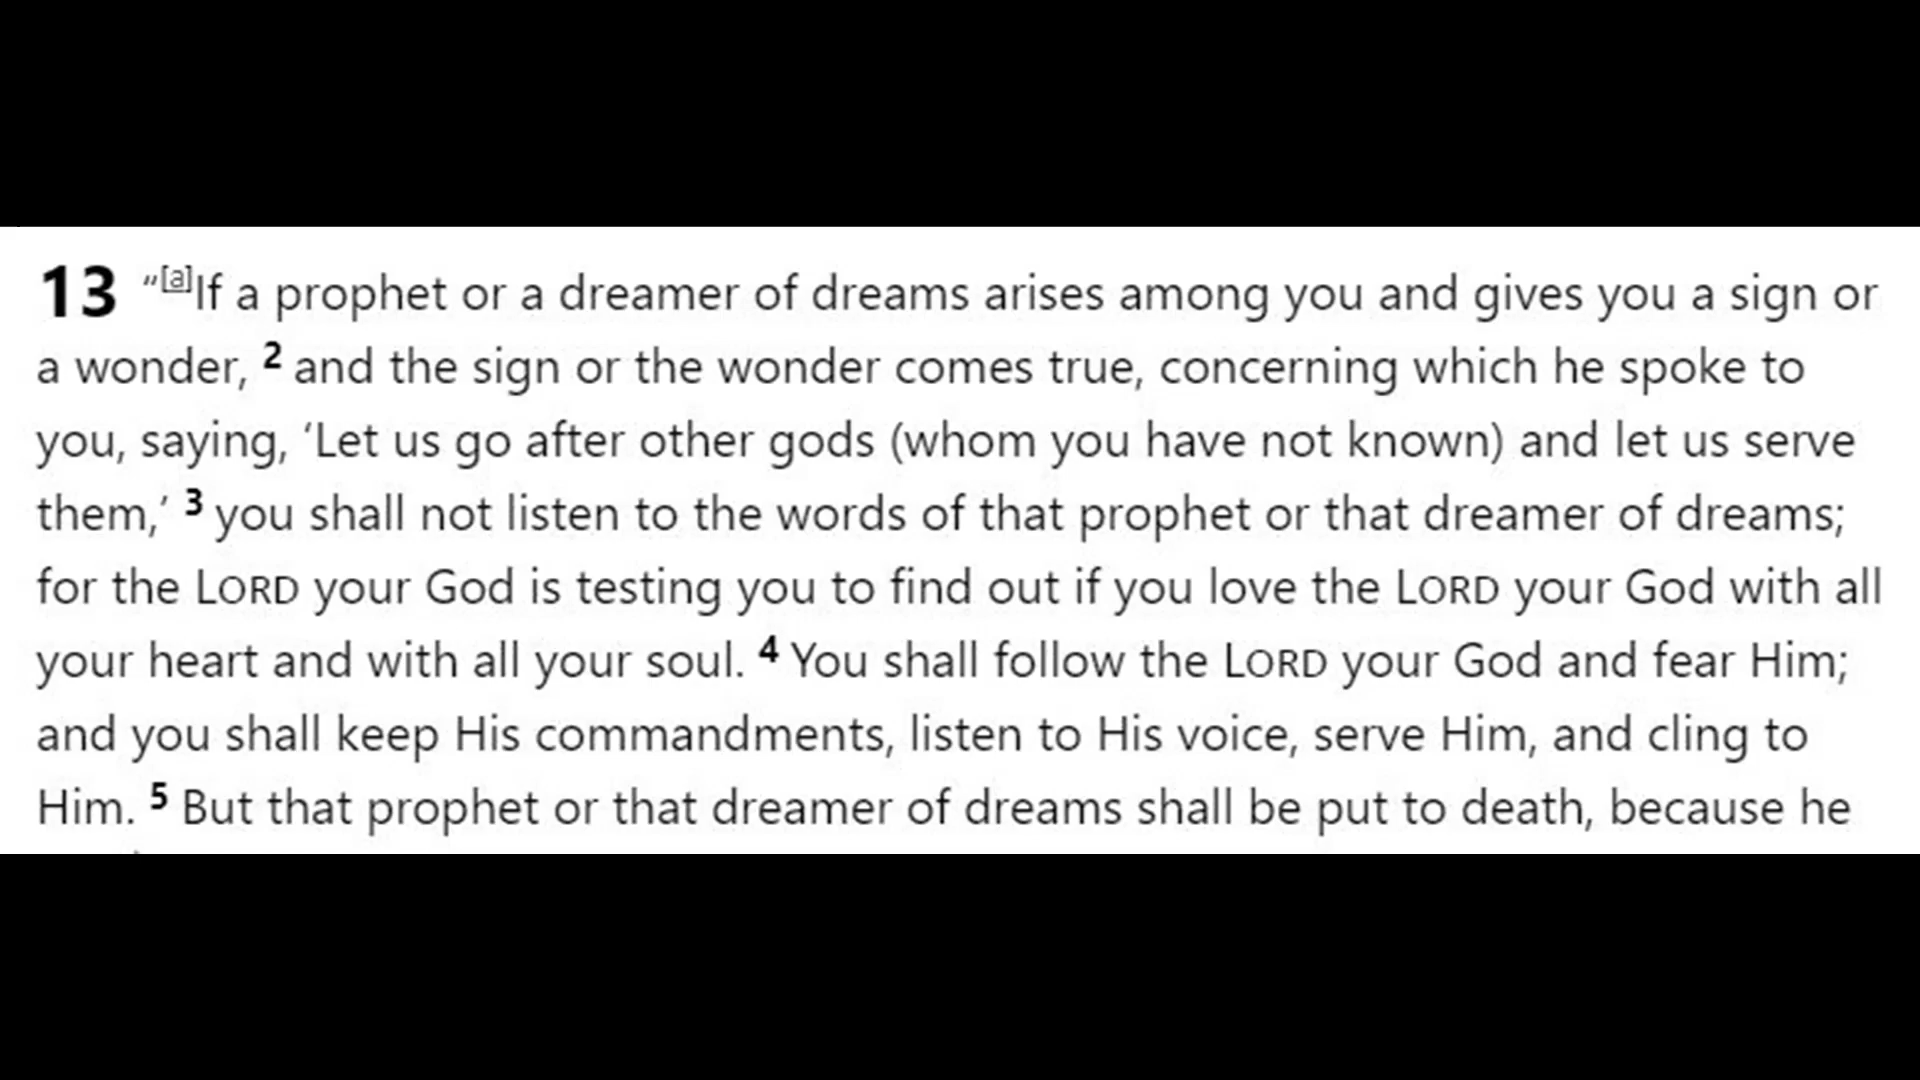 13 "[a]If a prophet or a dreamer of dreams arises among you and gives you a sign or
a wonder, 2 and the sign or the wonder comes true, concerning which he spoke to
you, saying, ‘Let us go after other gods (whom you have not known) and let us serve
them,’ 3 you shall not listen to the words of that prophet or that dreamer of dreams;
for the LORD your God is testing you to find out if you love the LORD your God with all
your heart and with all your soul. 4 You shall follow the LORD your God and fear Him;
and you shall keep His commandments, listen to His voice, serve Him, and cling to
Him. 5 But that prophet or that dreamer of dreams shall be put to death, because he